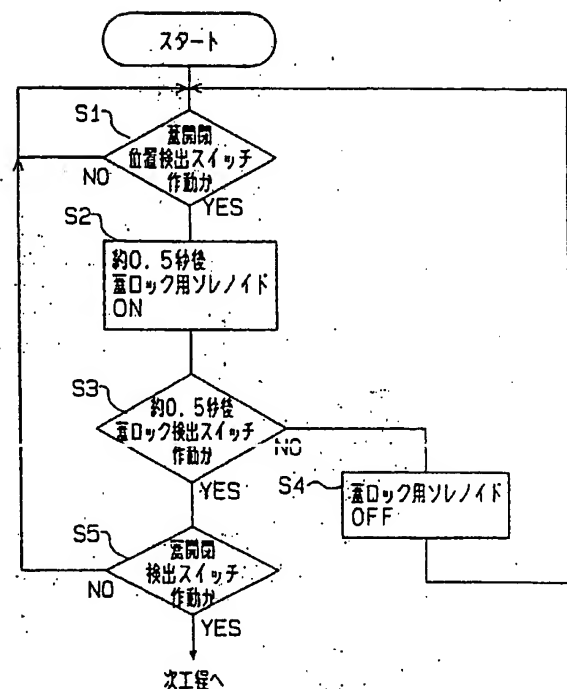 スタート
S1
蓋開閉
位置検出スイッチ
作動か
NO
YES
S2
約0.5秒後
蓋ロック用ソレノイド
ON
S3
約0.5秒後
蓋ロック検出スイッチ
作動か
NO
YES
S4
蓋ロック用ソレノイド
OFF
S5
蓋開閉
検出スイッチ
作動か
NO
YES
次工程へ